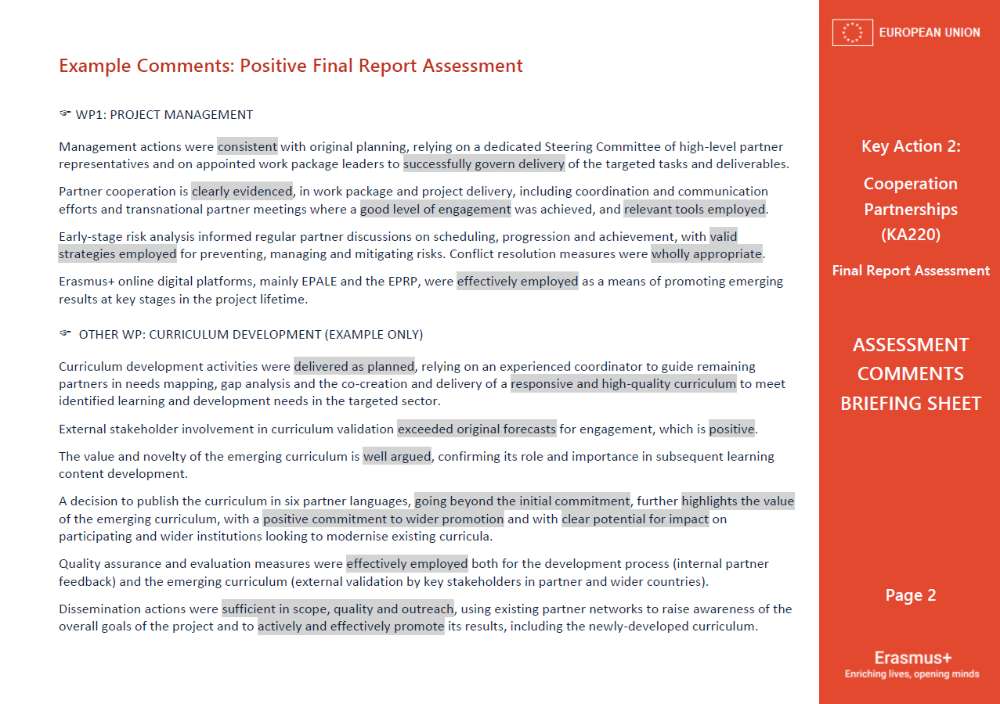 Example Comments: Positive Final Report Assessment
☞ WP1: PROJECT MANAGEMENT
Management actions were consistent with original planning, relying on a dedicated Steering Committee of high-level partner
representatives and on appointed work package leaders to successfully govern delivery of the targeted tasks and deliverables.
Partner cooperation is clearly evidenced, in work package and project delivery, including coordination and communication
efforts and transnational partner meetings where a good level of engagement was achieved, and relevant tools employed.
Early-stage risk analysis informed regular partner discussions on scheduling, progression and achievement, with valid
strategies employed for preventing, managing and mitigating risks. Conflict resolution measures were wholly appropriate.
Erasmus+ online digital platforms, mainly EPALE and the EPRP, were effectively employed as a means of promoting emerging
results at key stages in the project lifetime.
☞ OTHER WP: CURRICULUM DEVELOPMENT (EXAMPLE ONLY)
Curriculum development activities were delivered as planned, relying on an experienced coordinator to guide remaining
partners in needs mapping, gap analysis and the co-creation and delivery of a responsive and high-quality curriculum to meet
identified learning and development needs in the targeted sector.
External stakeholder involvement in curriculum validation exceeded original forecasts for engagement, which is positive.
The value and novelty of the emerging curriculum is well argued, confirming its role and importance in subsequent learning
content development.
A decision to publish the curriculum in six partner languages, going beyond the initial commitment, further highlights the value
of the emerging curriculum, with a positive commitment to wider promotion and with clear potential for impact on
participating and wider institutions looking to modernise existing curricula.
Quality assurance and evaluation measures were effectively employed both for the development process (internal partner
feedback) and the emerging curriculum (external validation by key stakeholders in partner and wider countries).
Dissemination actions were sufficient in scope, quality and outreach, using existing partner networks to raise awareness of the
overall goals of the project and to actively and effectively promote its results, including the newly-developed curriculum.
EUROPEAN UNION
Key Action 2:
Cooperation
Partnerships
(KA220)
Final Report Assessment
ASSESSMENT
COMMENTS
BRIEFING SHEET
Page 2
Erasmus+
Enriching lives, opening minds